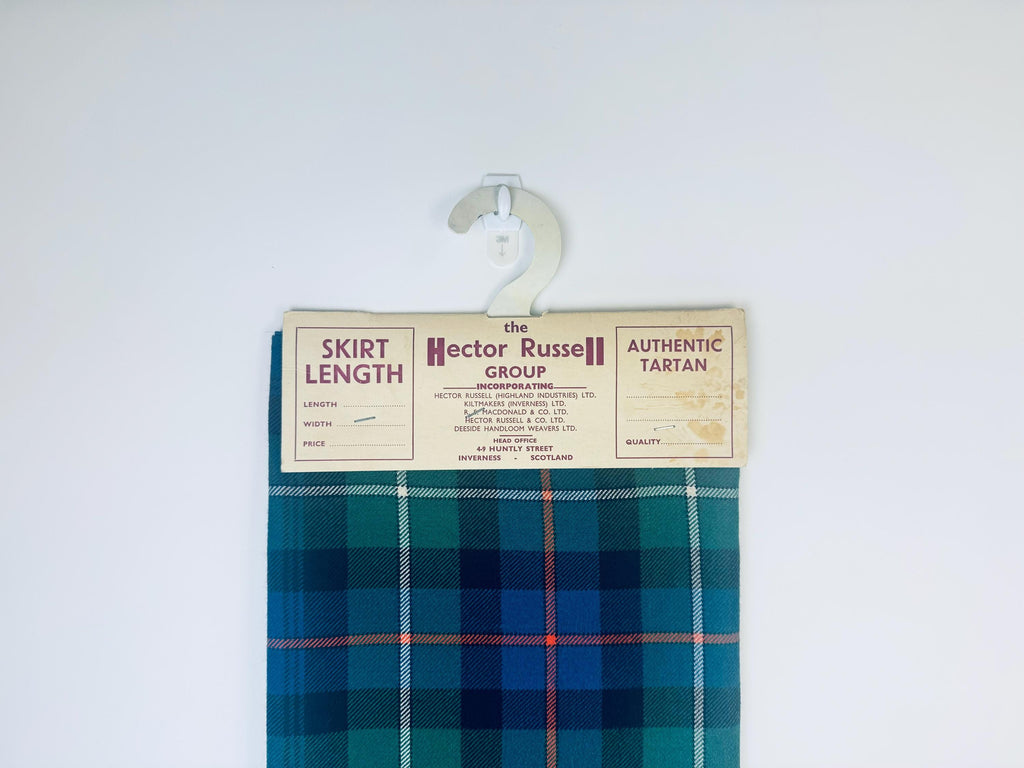 3M
the
Hector Russell
GROUP
INCORPORATING
HECTOR RUSSELL (HIGHLAND INDUSTRIES) LTD.
KILTMAKERS (INVERNESS) LTD.
R. S. MACDONALD & CO. LTD.
HECTOR RUSSELL & CO. LTD.
DEESIDE HANDLOOM WEAVERS LTD.
HEAD OFFICE
4-9 HUNTLY STREET
INVERNESS - SCOTLAND
SKIRT
LENGTH
LENGTH
WIDTH
PRICE
AUTHENTIC
TARTAN
QUALITY